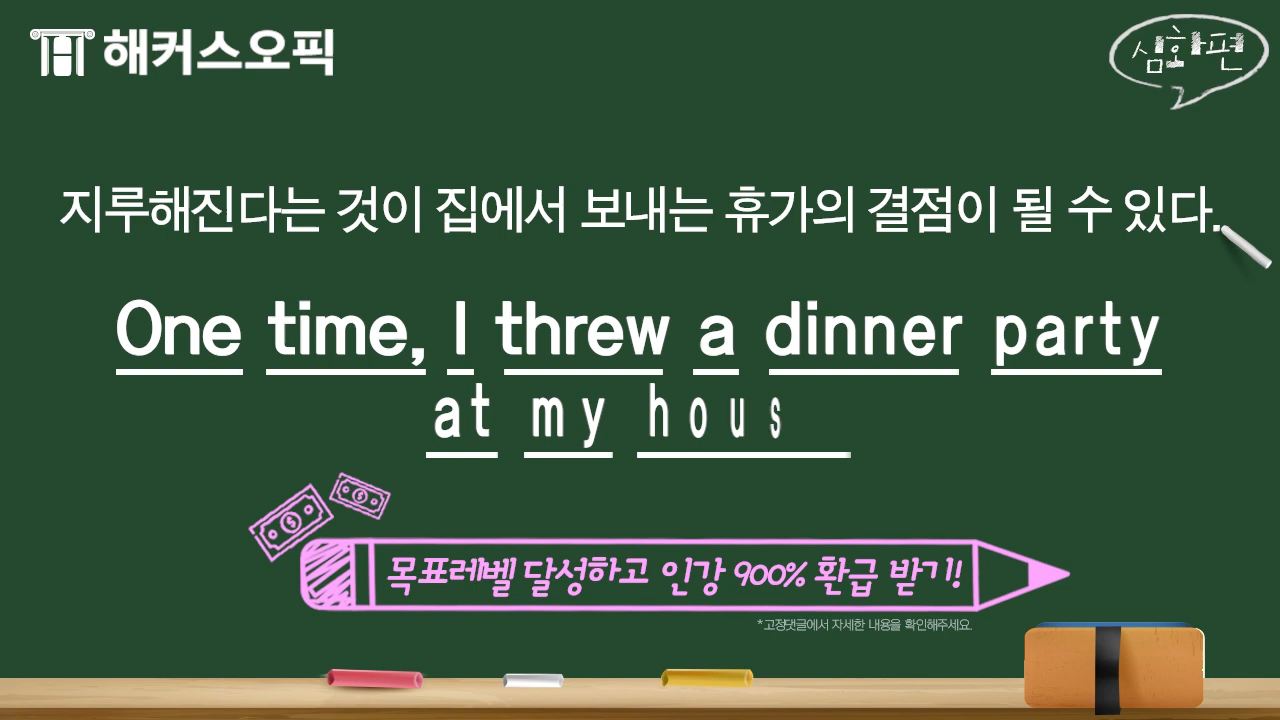 해커스오픽
심화편
지루해진다는 것이 집에서 보내는 휴가의 결점이 될 수 있다.
One time, I threw a dinner party
at my hous
목표레벨 달성하고 인강 900% 환급 받기!
*고정댓글에서 자세한 내용을 확인해주세요.